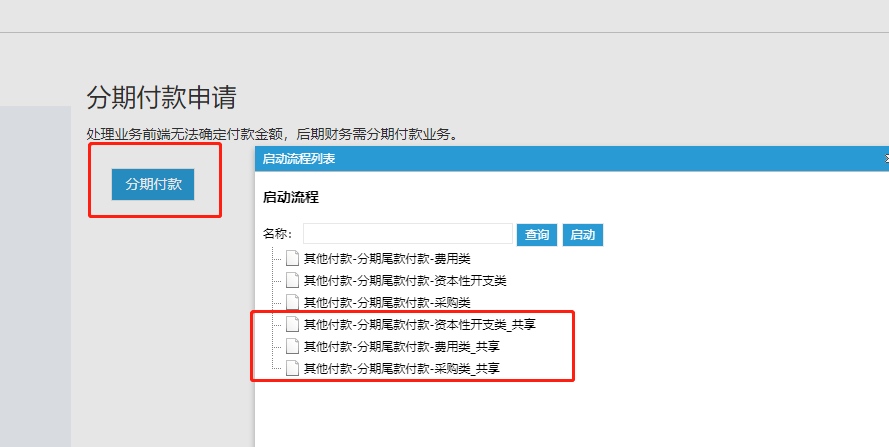 分期付款申请
处理业务前端无法确定付款金额，后期财务需分期付款业务。
分期付款
启动流程列表
启动流程
名称： 查询 启动
其他付款-分期尾款付款-费用类
其他付款-分期尾款付款-资本性开支类
其他付款-分期尾款付款-采购类
其他付款-分期尾款付款-资本性开支类_共享
其他付款-分期尾款付款-费用类_共享
其他付款-分期尾款付款-采购类_共享